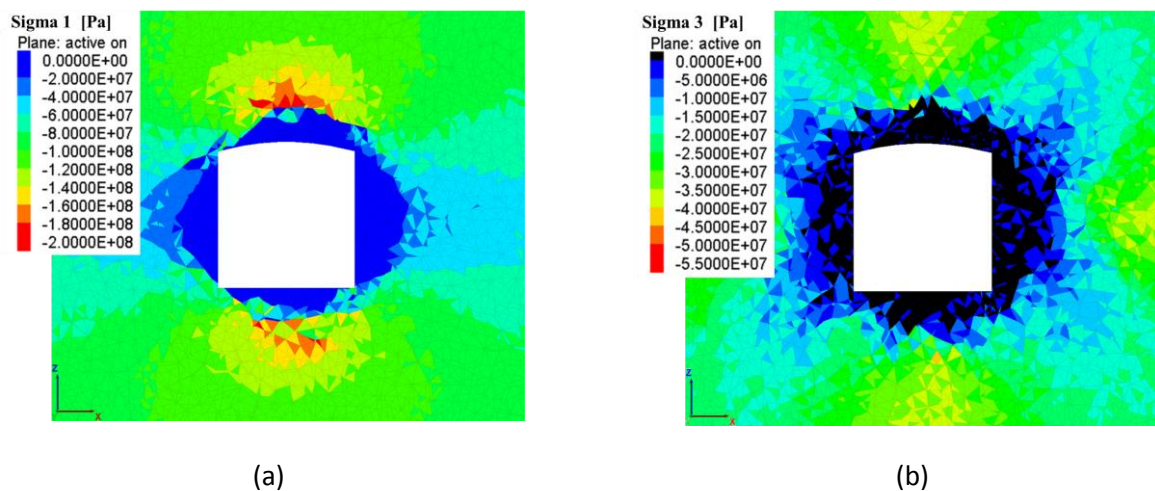 Sigma 1 [Pa]
Plane: active on
0.0000E+00
-2.0000E+07
-4.0000E+07
-6.0000E+07
-8.0000E+07
-1.0000E+08
-1.2000E+08
-1.4000E+08
-1.6000E+08
-1.8000E+08
-2.0000E+08
Z
X
Sigma 3 [Pa]
Plane: active on
0.0000E+00
-5.0000E+06
-1.0000E+07
-1.5000E+07
-2.0000E+07
-2.5000E+07
-3.0000E+07
-3.5000E+07
-4.0000E+07
-4.5000E+07
-5.0000E+07
-5.5000E+07
Z
X
(a)
(b)